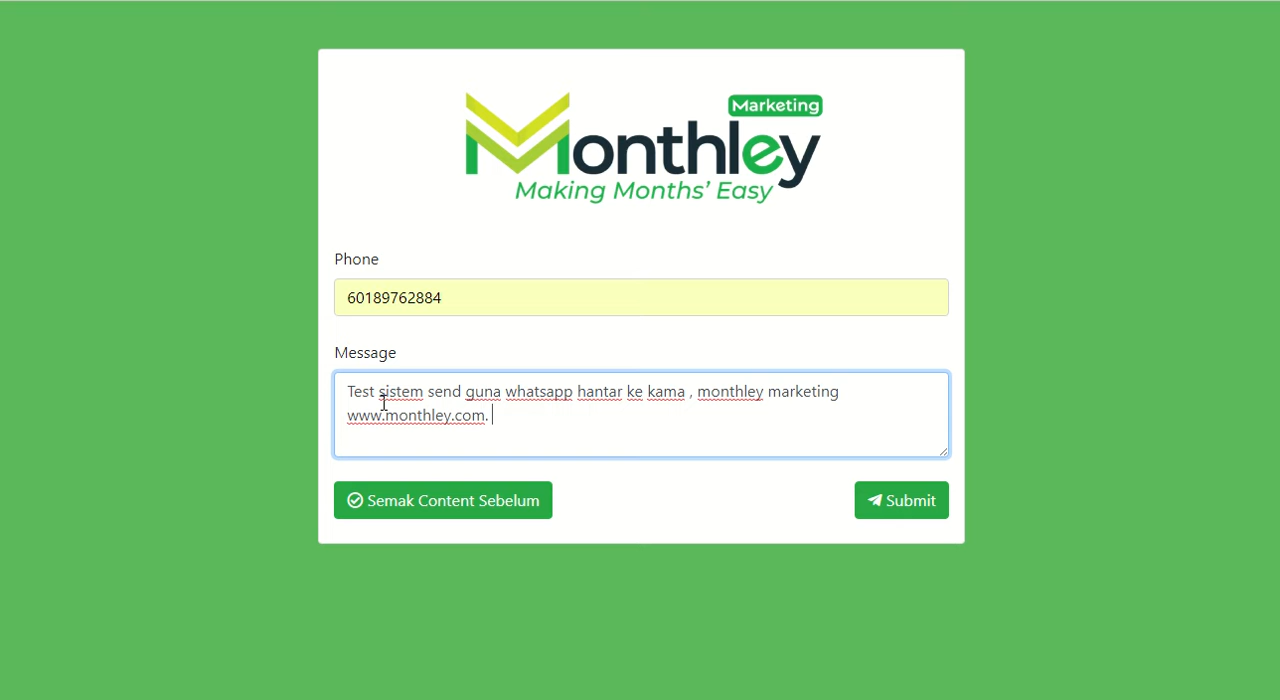 Marketing
Monthley
Making Months' Easy
Phone
60189762884
Message
Test sistem send guna whatsapp hantar ke kama , monthley marketing
www.monthley.com.
Semak Content Sebelum
Submit